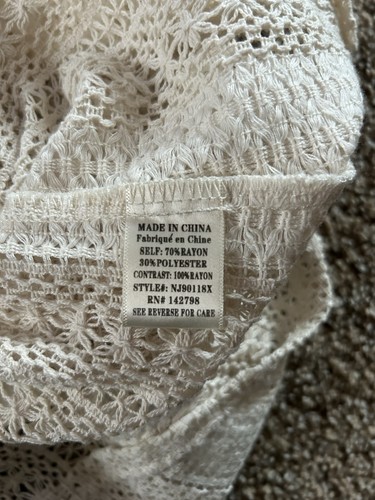 MADE IN CHINA
Fabriqué en Chine
SELF: 70%RAYON
30%POLYESTER
CONTRAST: 100%RAYON
STYLE#: NJ90118X
RN# 142798
SEE REVERSE FOR CARE